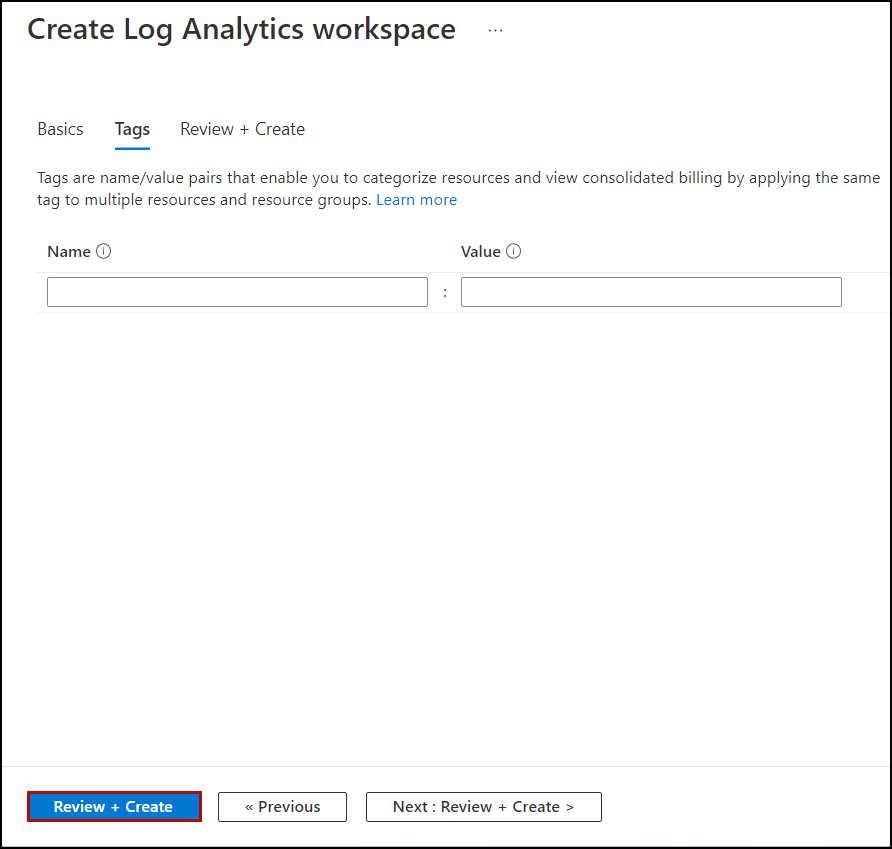 Create Log Analytics workspace ...
Basics Tags Review + Create
Tags are name/value pairs that enable you to categorize resources and view consolidated billing by applying the same
tag to multiple resources and resource groups. Learn more
Name Value
:
Review + Create « Previous Next : Review + Create >